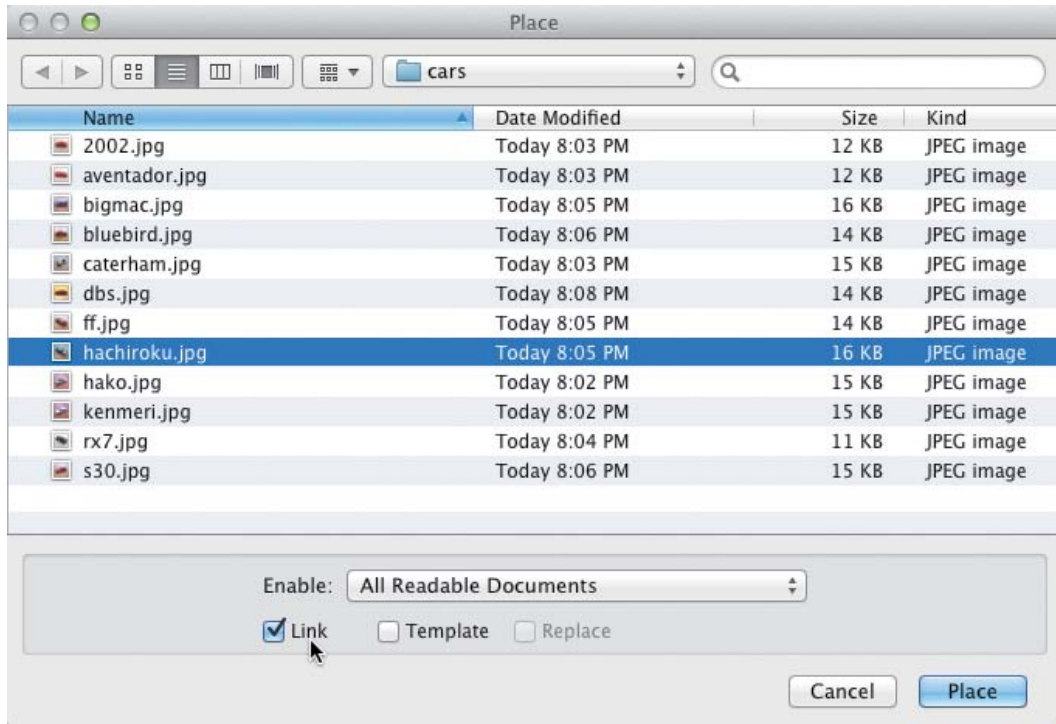 Place
cars
Name Date Modified Size Kind
2002.jpg Today 8:03 PM 12 KB JPEG image
aventador.jpg Today 8:03 PM 12 KB JPEG image
bigmac.jpg Today 8:05 PM 16 KB JPEG image
bluebird.jpg Today 8:06 PM 14 KB JPEG image
caterham.jpg Today 8:03 PM 15 KB JPEG image
dbs.jpg Today 8:08 PM 14 KB JPEG image
ff.jpg Today 8:05 PM 14 KB JPEG image
hachiroku.jpg Today 8:05 PM 16 KB JPEG image
hako.jpg Today 8:02 PM 15 KB JPEG image
kenmeri.jpg Today 8:02 PM 15 KB JPEG image
rx7.jpg Today 8:04 PM 11 KB JPEG image
s30.jpg Today 8:06 PM 15 KB JPEG image
Enable: All Readable Documents
Link Template Replace
Cancel Place